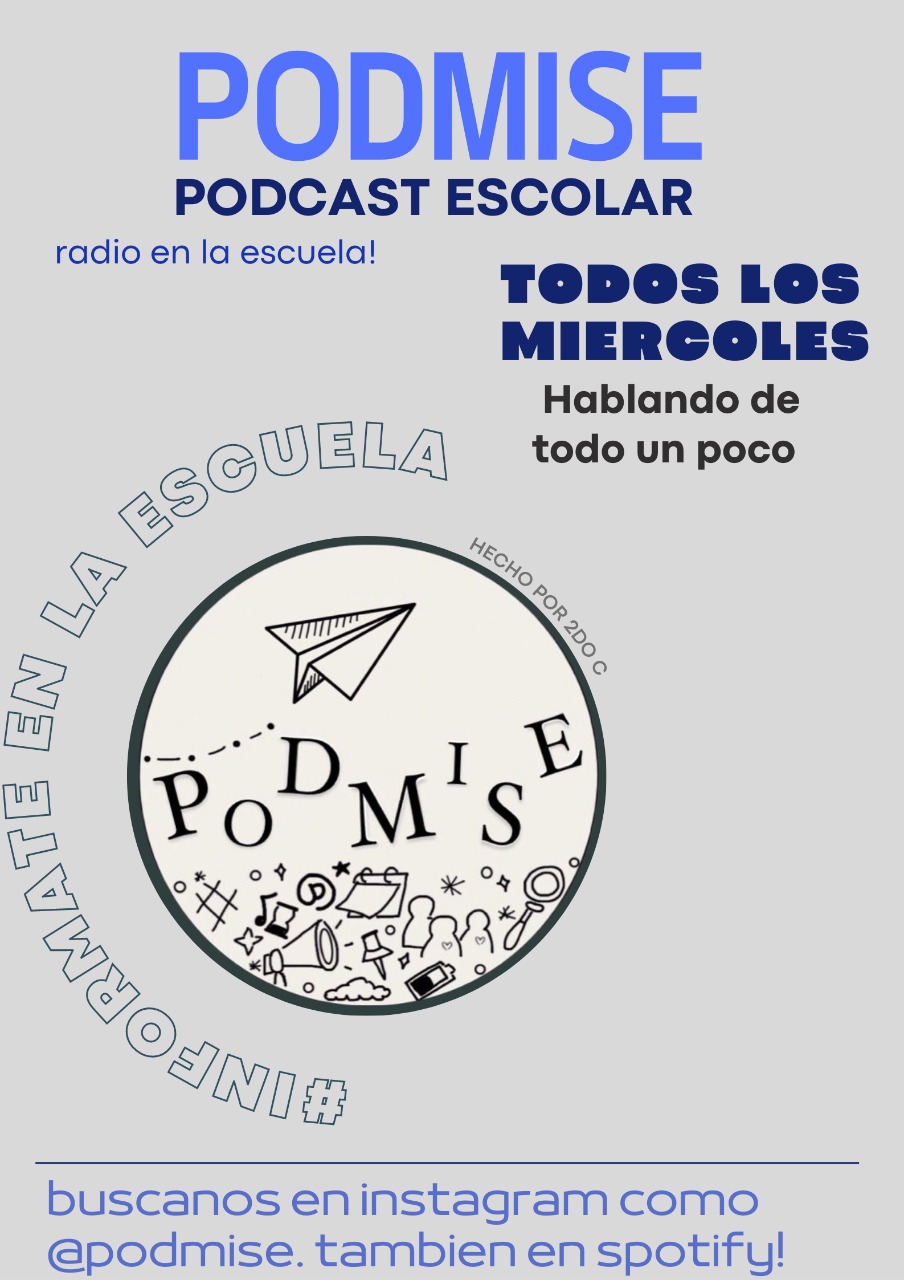 PODMISE
PODCAST ESCOLAR
radio en la escuela!
TODOS LOS
MIERCOLES
Hablando de
todo un poco
#INFORMATE EN LA ESCUELA
HECHO POR 2DO C
PODMISE
buscanos en instagram como
@podmise. tambien en spotify!